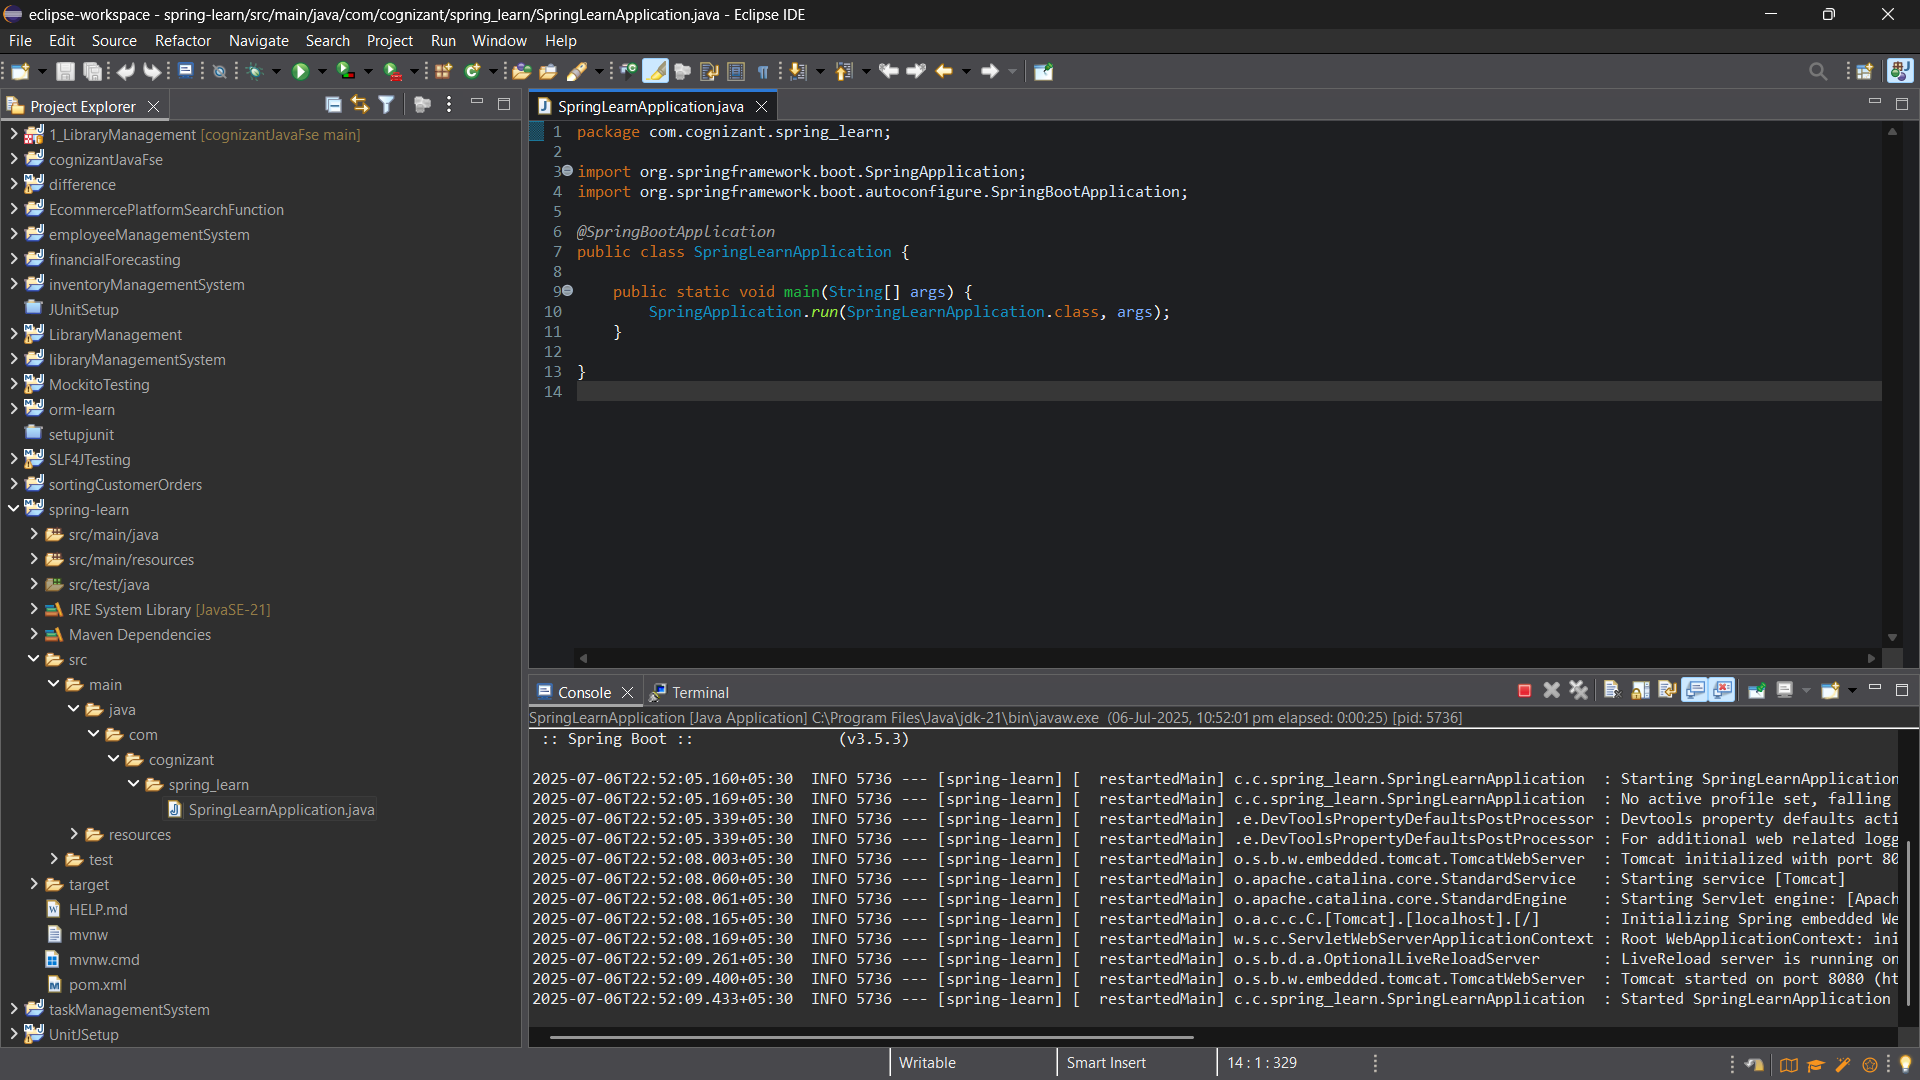 eclipse-workspace - spring-learn/src/main/java/com/cognizant/spring_learn/SpringLearnApplication.java - Eclipse IDE
File Edit Source Refactor Navigate Search Project Run Window Help
Project Explorer
1_LibraryManagement [cognizantJavaFse main]
cognizantJavaFse
difference
EcommercePlatformSearchFunction
employeeManagementSystem
financialForecasting
inventoryManagementSystem
JUnitSetup
LibraryManagement
libraryManagementSystem
MockitoTesting
orm-learn
setupjunit
SLF4JTesting
sortingCustomerOrders
spring-learn
src/main/java
src/main/resources
src/test/java
JRE System Library [JavaSE-21]
Maven Dependencies
src
main
java
com
cognizant
spring_learn
SpringLearnApplication.java
resources
test
target
HELP.md
mvnw
mvnw.cmd
pom.xml
taskManagementSystem
UnitJSetup
SpringLearnApplication.java
1 package com.cognizant.spring_learn;
2
3 import org.springframework.boot.SpringApplication;
4 import org.springframework.boot.autoconfigure.SpringBootApplication;
5
6 @SpringBootApplication
7 public class SpringLearnApplication {
8
9 public static void main(String[] args) {
10 SpringApplication.run(SpringLearnApplication.class, args);
11 }
12
13 }
14
Console Terminal
SpringLearnApplication [Java Application] C:\Program Files\Java\jdk-21\bin\javaw.exe (06-Jul-2025, 10:52:01 pm elapsed: 0:00:25) [pid: 5736]
:: Spring Boot :: (v3.5.3)
2025-07-06T22:52:05.160+05:30 INFO 5736 --- [spring-learn] [ restartedMain] c.c.spring_learn.SpringLearnApplication : Starting SpringLearnApplication
2025-07-06T22:52:05.169+05:30 INFO 5736 --- [spring-learn] [ restartedMain] c.c.spring_learn.SpringLearnApplication : No active profile set, falling
2025-07-06T22:52:05.339+05:30 INFO 5736 --- [spring-learn] [ restartedMain] .e.DevToolsPropertyDefaultsPostProcessor : Devtools property defaults acti
2025-07-06T22:52:05.339+05:30 INFO 5736 --- [spring-learn] [ restartedMain] .e.DevToolsPropertyDefaultsPostProcessor : For additional web related logg
2025-07-06T22:52:08.003+05:30 INFO 5736 --- [spring-learn] [ restartedMain] o.s.b.w.embedded.tomcat.TomcatWebServer : Tomcat initialized with port 80
2025-07-06T22:52:08.060+05:30 INFO 5736 --- [spring-learn] [ restartedMain] o.apache.catalina.core.StandardService : Starting service [Tomcat]
2025-07-06T22:52:08.061+05:30 INFO 5736 --- [spring-learn] [ restartedMain] o.apache.catalina.core.StandardEngine : Starting Servlet engine: [Apach
2025-07-06T22:52:08.165+05:30 INFO 5736 --- [spring-learn] [ restartedMain] o.a.c.c.C.[Tomcat].[localhost].[/] : Initializing Spring embedded We
2025-07-06T22:52:08.169+05:30 INFO 5736 --- [spring-learn] [ restartedMain] w.s.c.ServletWebServerApplicationContext : Root WebApplicationContext: ini
2025-07-06T22:52:09.261+05:30 INFO 5736 --- [spring-learn] [ restartedMain] o.s.b.d.a.OptionalLiveReloadServer : LiveReload server is running on
2025-07-06T22:52:09.400+05:30 INFO 5736 --- [spring-learn] [ restartedMain] o.s.b.w.embedded.tomcat.TomcatWebServer : Tomcat started on port 8080 (ht
2025-07-06T22:52:09.433+05:30 INFO 5736 --- [spring-learn] [ restartedMain] c.c.spring_learn.SpringLearnApplication : Started SpringLearnApplication
Writable Smart Insert 14 : 1 : 329